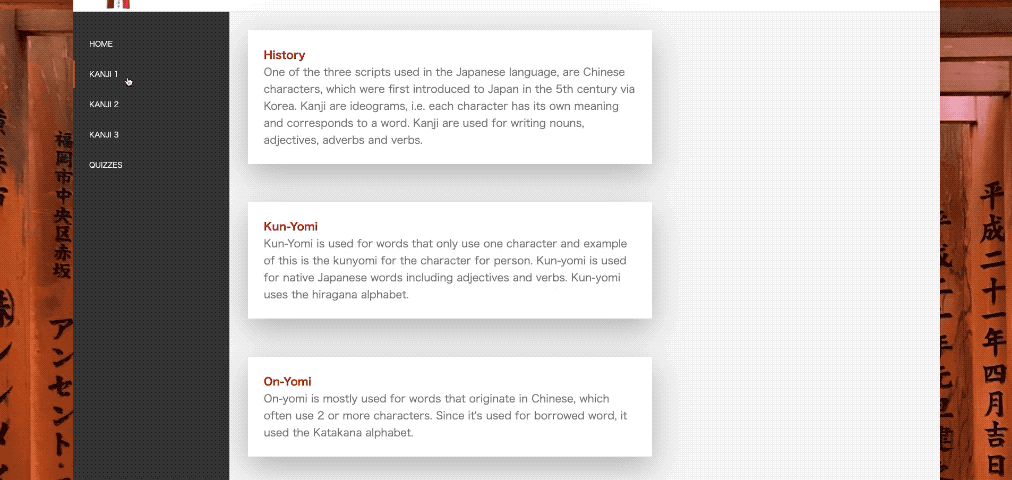 HOME
KANJI 1
KANJI 2
KANJI 3
QUIZZES
History
One of the three scripts used in the Japanese language, are Chinese
characters, which were first introduced to Japan in the 5th century via
Korea. Kanji are ideograms, i.e. each character has its own meaning
and corresponds to a word. Kanji are used for writing nouns,
adjectives, adverbs and verbs.
Kun-Yomi
Kun-Yomi is used for words that only use one character and example
of this is the kunyomi for the character for person. Kun-yomi is used
for native Japanese words including adjectives and verbs. Kun-yomi
uses the hiragana alphabet.
On-Yomi
On-yomi is mostly used for words that originate in Chinese, which
often use 2 or more characters. Since it's used for borrowed word, it
used the Katakana alphabet.
福岡市中央区赤坂
アンセント
平成二十一年四月吉日